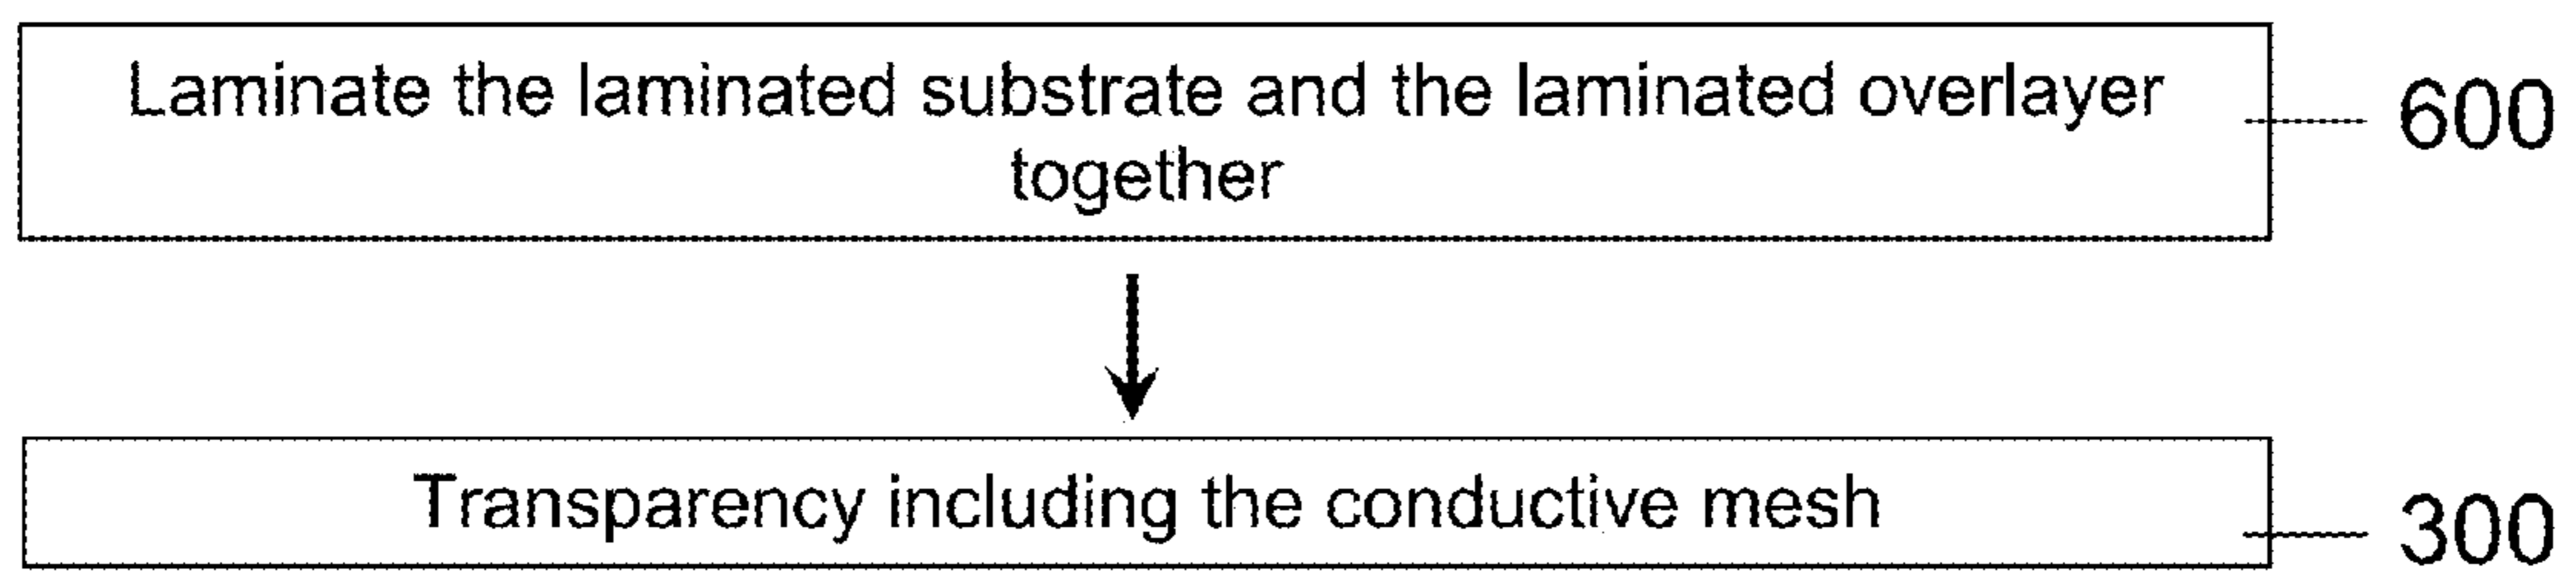 Laminate the laminated substrate and the laminated overlayer
together
600
Transparency including the conductive mesh
300